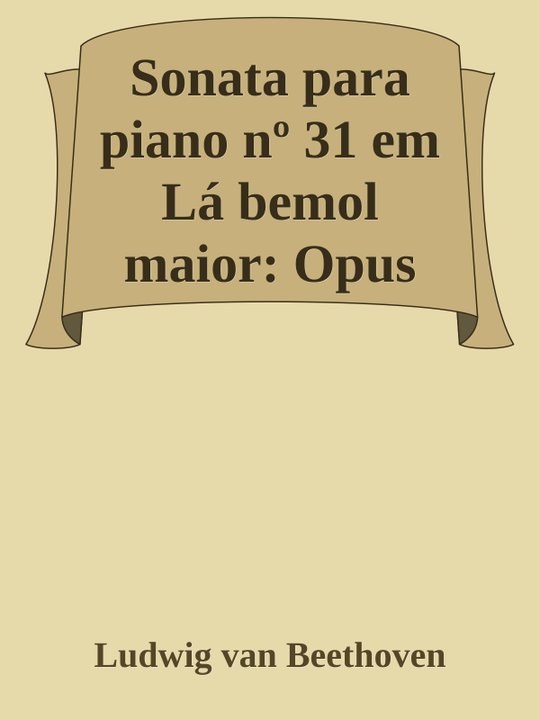 Sonata para
piano nº 31 em
Lá bemol
maior: Opus
Ludwig van Beethoven